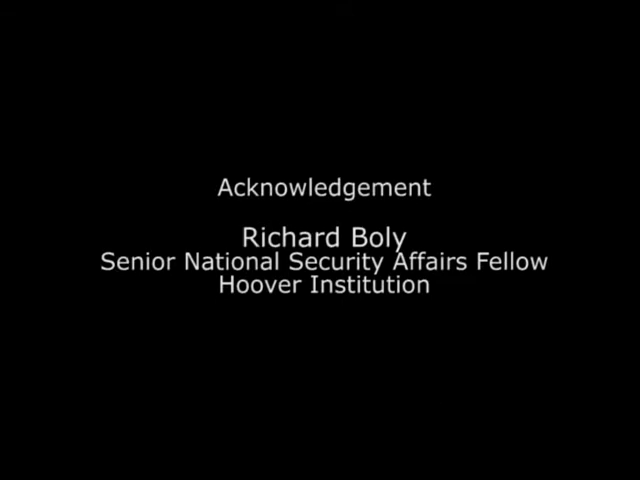 Acknowledgement
Richard Boly
Senior National Security Affairs Fellow
Hoover Institution